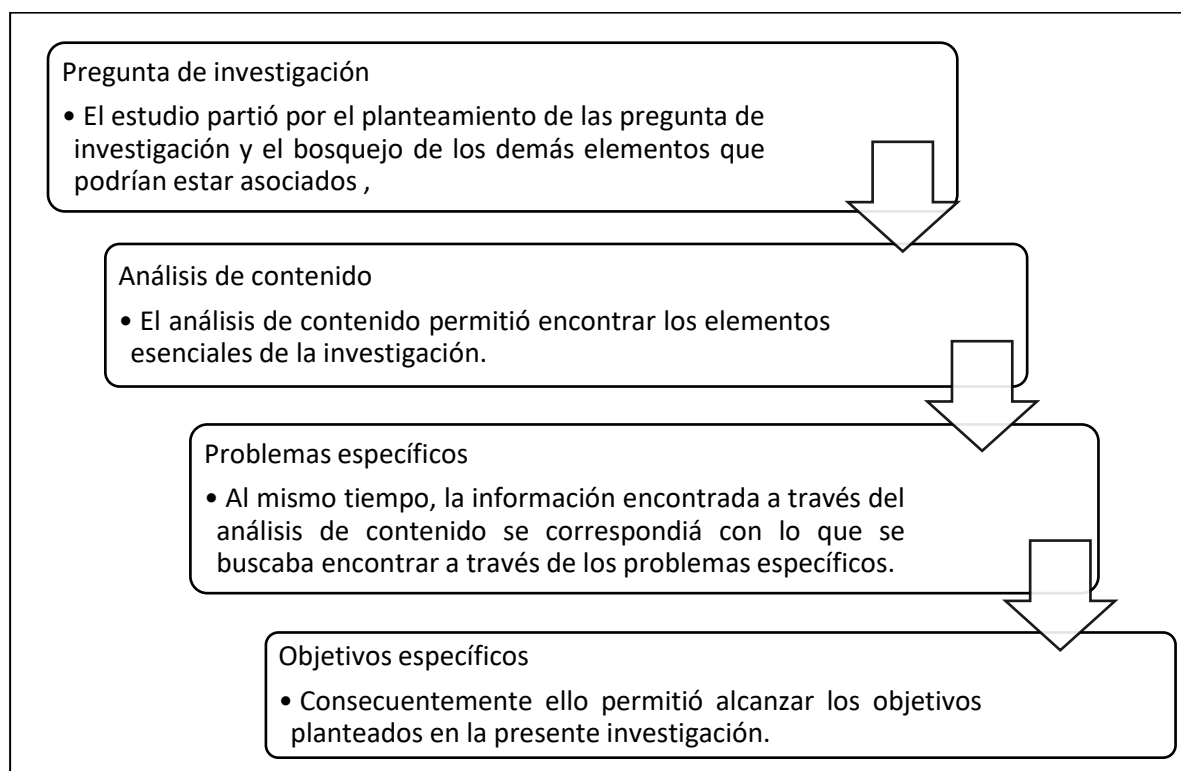 Pregunta de investigación
• El estudio partió por el planteamiento de las pregunta de
investigación y el bosquejo de los demás elementos que
podrían estar asociados ,
Análisis de contenido
• El análisis de contenido permitió encontrar los elementos
esenciales de la investigación.
Problemas específicos
• Al mismo tiempo, la información encontrada a través del
análisis de contenido se correspondiá con lo que se
buscaba encontrar a través de los problemas específicos.
Objetivos específicos
• Consecuentemente ello permitió alcanzar los objetivos
planteados en la presente investigación.